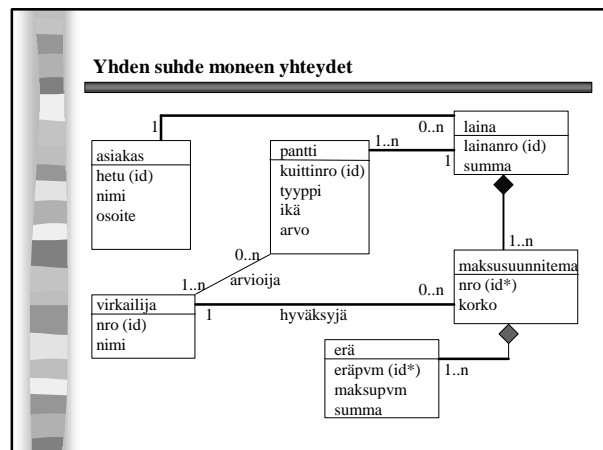 Yhden suhde moneen yhteydet
1
0..n
laina
lainanro (id)
summa
asiakas
hetu (id)
nimi
osoite
pantti
kuittinro (id)
tyyppi
ikä
arvo
1..n
1
0..n
arvioija
1..n
1..n
maksusuunnitema
nro (id*)
korko
virkailija
nro (id)
nimi
1
hyväksyjä
0..n
erä
eräpvm (id*)
maksupvm
summa
1..n